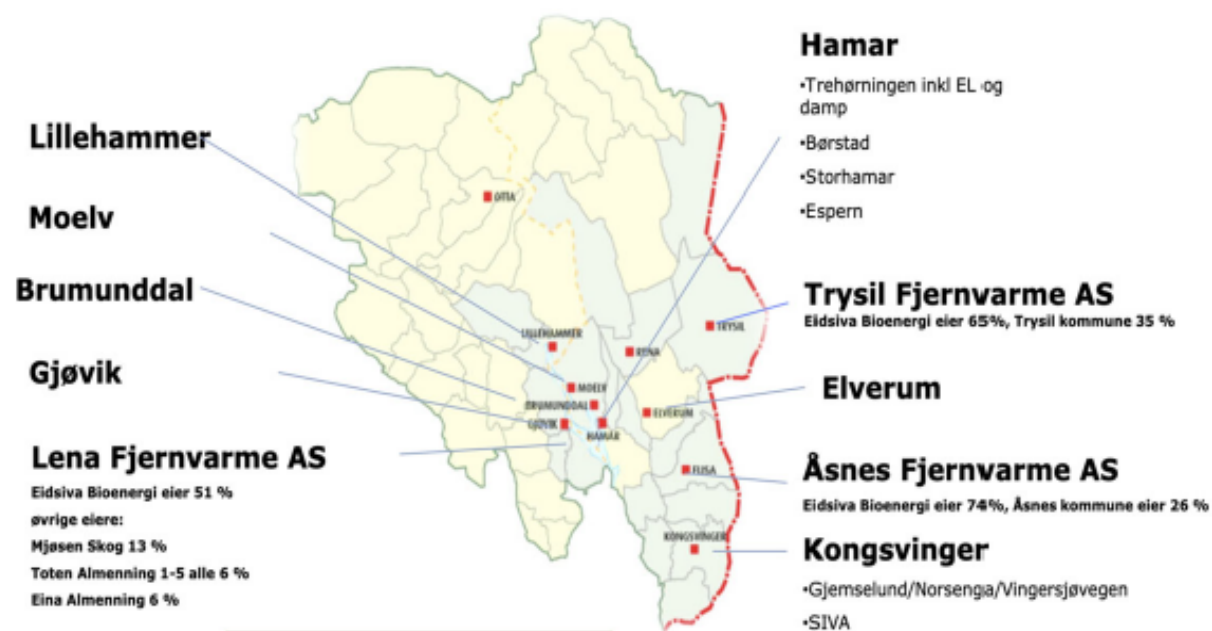 Lillehammer
Moelv
Brumunddal
Gjøvik
Lena Fjernvarme AS
Eidsiva Bioenergi eier 51 %
øvrige eiere:
Mjøsen Skog 13 %
Toten Almenning 1-5 alle 6 %
Eina Almenning 6 %
OTTA
LILLEHAMMER
RENA
TRYSIL
MOELV
BRUMUNDDAL
GJØVIK
HAMAR
ELVERUM
FLISA
KONGSVINGER
Hamar
•Trehørningen inkl EL og
damp
•Børstad
•Storhamar
•Espern
Trysil Fjernvarme AS
Eidsiva Bioenergi eier 65%, Trysil kommune 35 %
Elverum
Åsnes Fjernvarme AS
Eidsiva Bioenergi eier 74%, Åsnes kommune eier 26 %
Kongsvinger
•Gjemselund/Norsenga/Vingersjøvegen
•SIVA